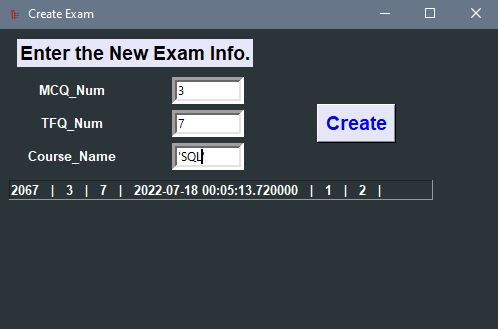 Create Exam
Enter the New Exam Info.
MCQ_Num 3
TFQ_Num 7
Create
Course_Name 'SQL'
2067 | 3 | 7 | 2022-07-18 00:05:13.720000 | 1 | 2 |